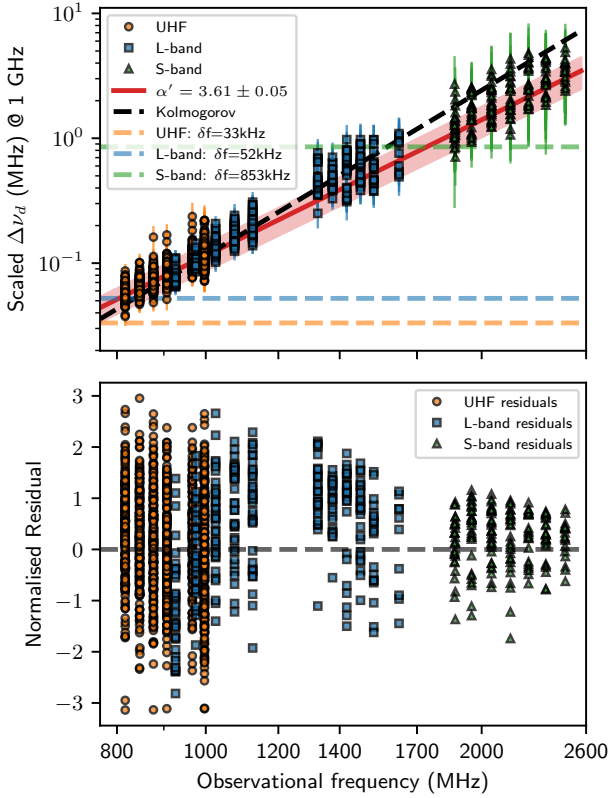 Scaled Δν_d (MHz) @ 1 GHz
10¹
10⁰
10⁻¹
UHF
L-band
S-band
α′ = 3.61 ± 0.05
Kolmogorov
UHF: δf=33kHz
L-band: δf=52kHz
S-band: δf=853kHz
Normalised Residual
3
2
1
0
−1
−2
−3
UHF residuals
L-band residuals
S-band residuals
800
1000
1200
1400
1700
2000
2600
Observational frequency (MHz)